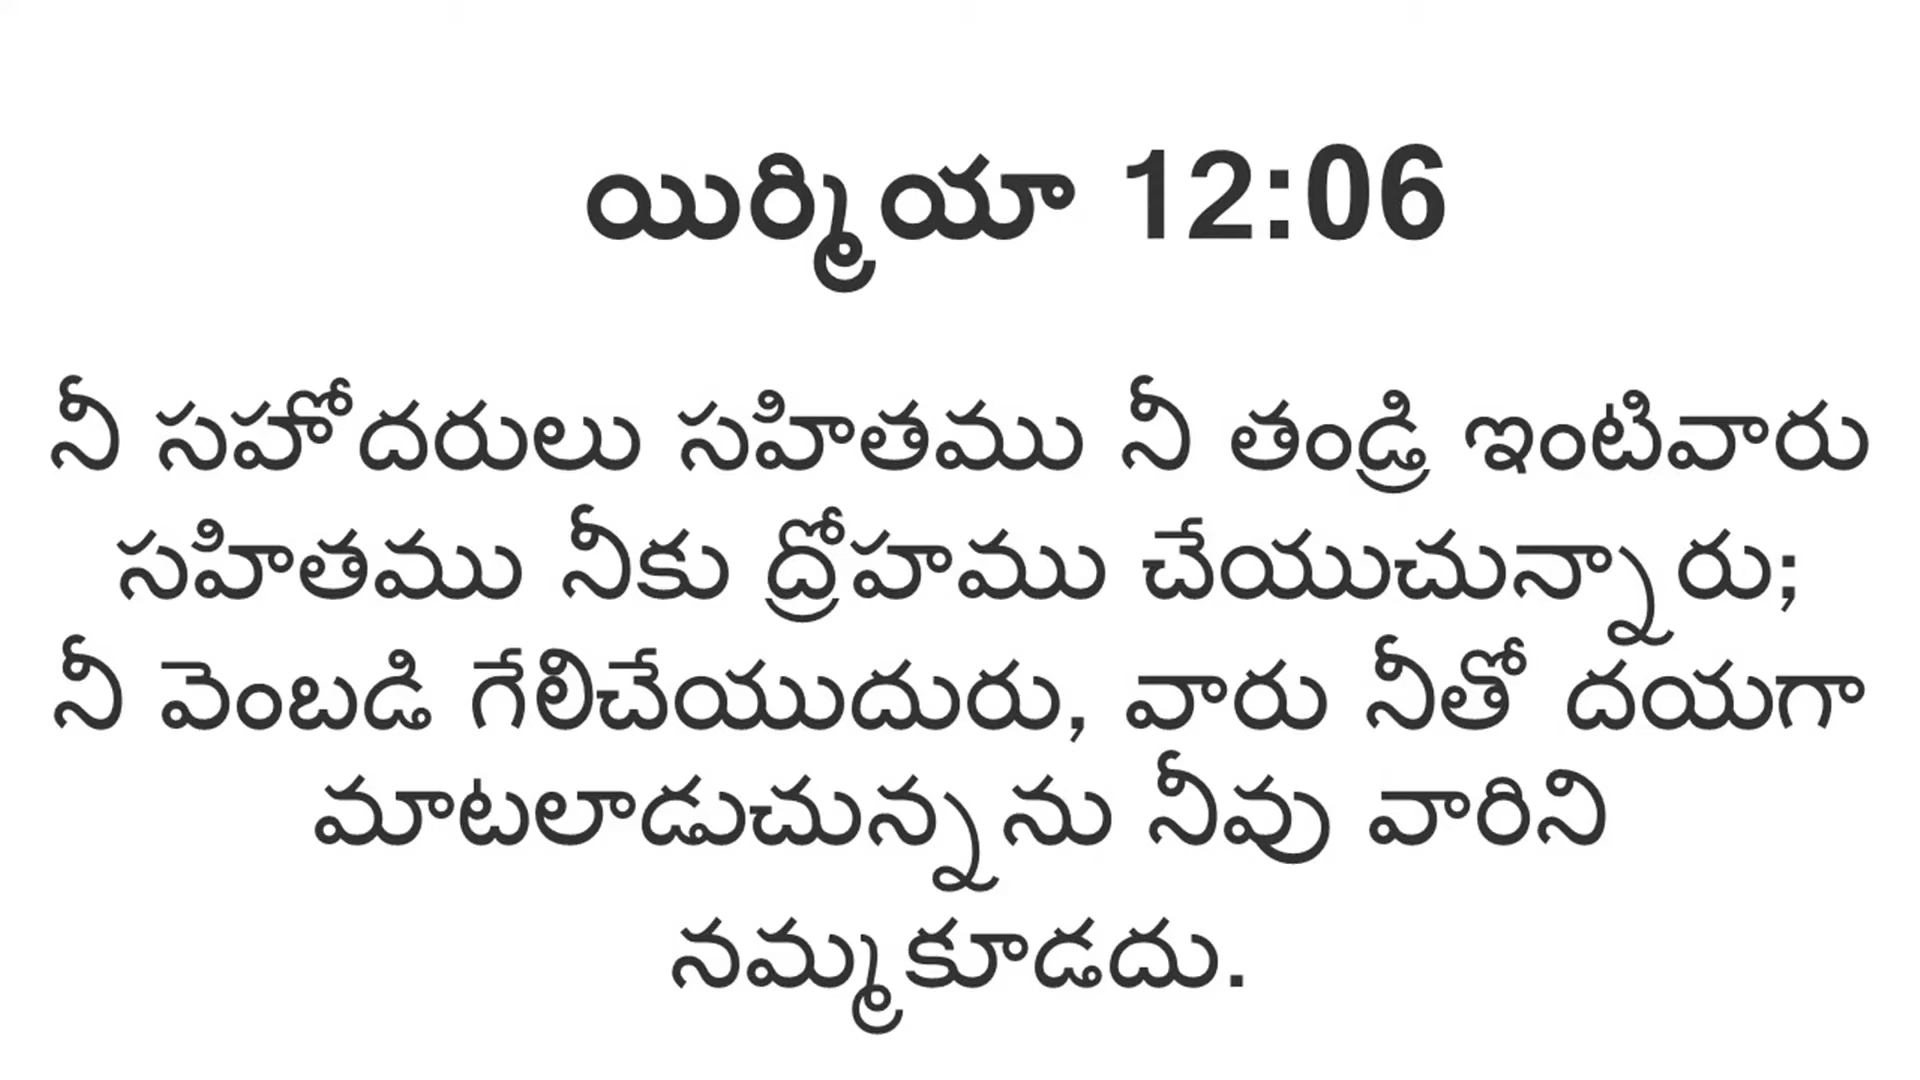 యిర్మియా 12:06
నీ సహోదరులు సహితము నీ తండ్రి ఇంటివారు
సహితము నీకు ద్రోహము చేయుచున్నారు;
నీ వెంబడి గేలిచేయుదురు, వారు నీతో దయగా
మాటలాడుచున్నను నీవు వారిని
నమ్మకూడదు.